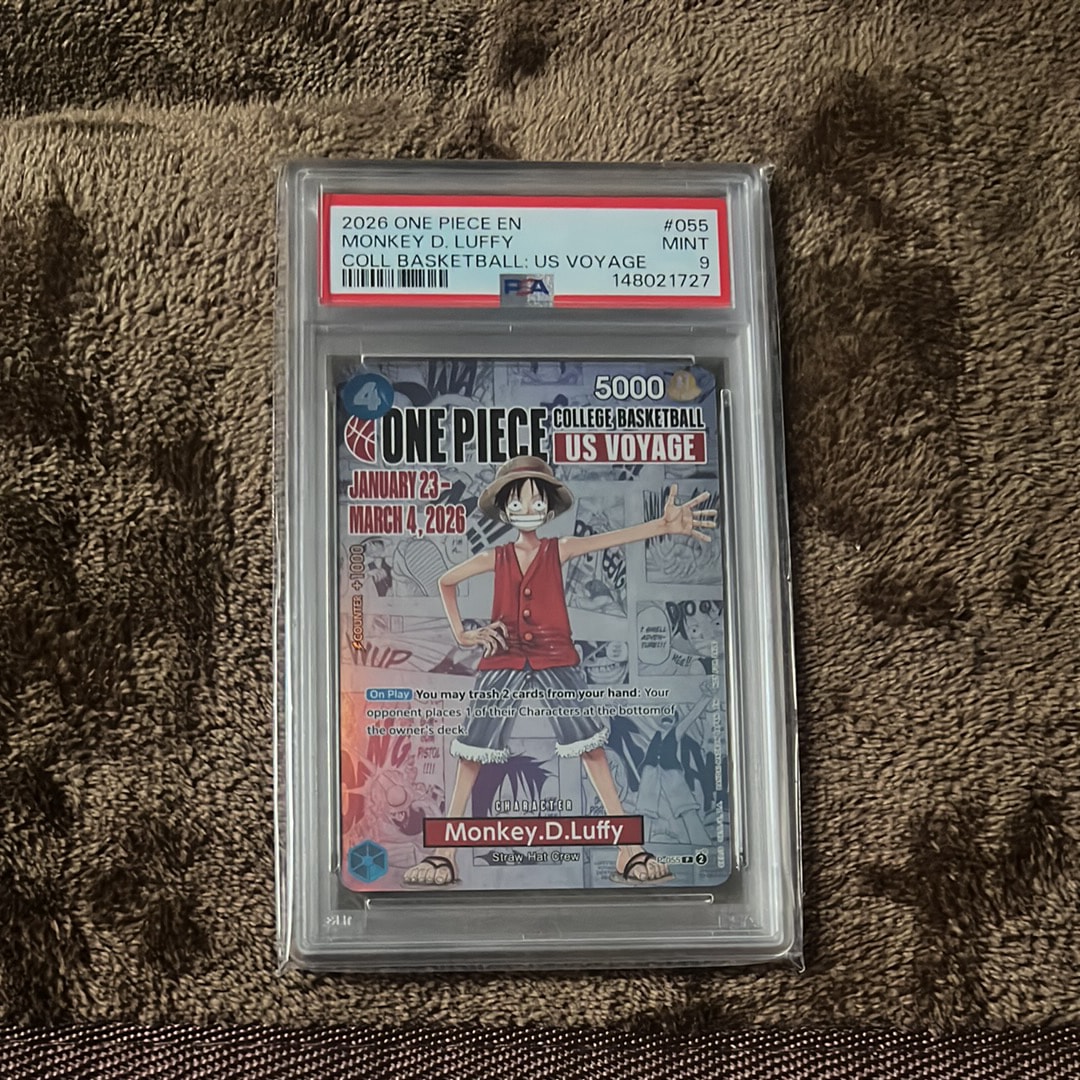 2026 ONE PIECE EN #055
MONKEY D. LUFFY MINT
COLL BASKETBALL: US VOYAGE 9
PSA 148021727
4 5000
ONE PIECE COLLEGE BASKETBALL
US VOYAGE
JANUARY 23–
MARCH 4, 2026
COUNTER +1000
On Play You may trash 2 cards from your hand: Your
opponent places 1 of their Characters at the bottom of
the owner's deck.
PISTOL
!!!!
CHARACTER
Monkey.D.Luffy
Straw Hat Crew
P-055 P 2